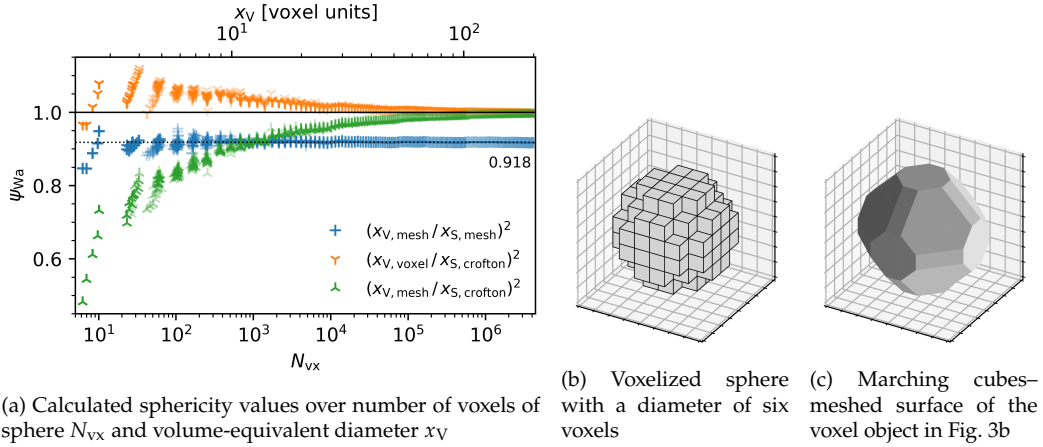 x_V [voxel units]
10^1
10^2
1.0
0.8
0.6
ψ_Wa
0.918
(x_V,mesh / x_S,mesh)^2
(x_V,voxel / x_S,crofton)^2
(x_V,mesh / x_S,crofton)^2
10^1
10^2
10^3
10^4
10^5
10^6
N_vx
(a) Calculated sphericity values over number of voxels of
sphere N_vx and volume-equivalent diameter x_V
(b) Voxelized sphere
with a diameter of six
voxels
(c) Marching cubes–
meshed surface of the
voxel object in Fig. 3b